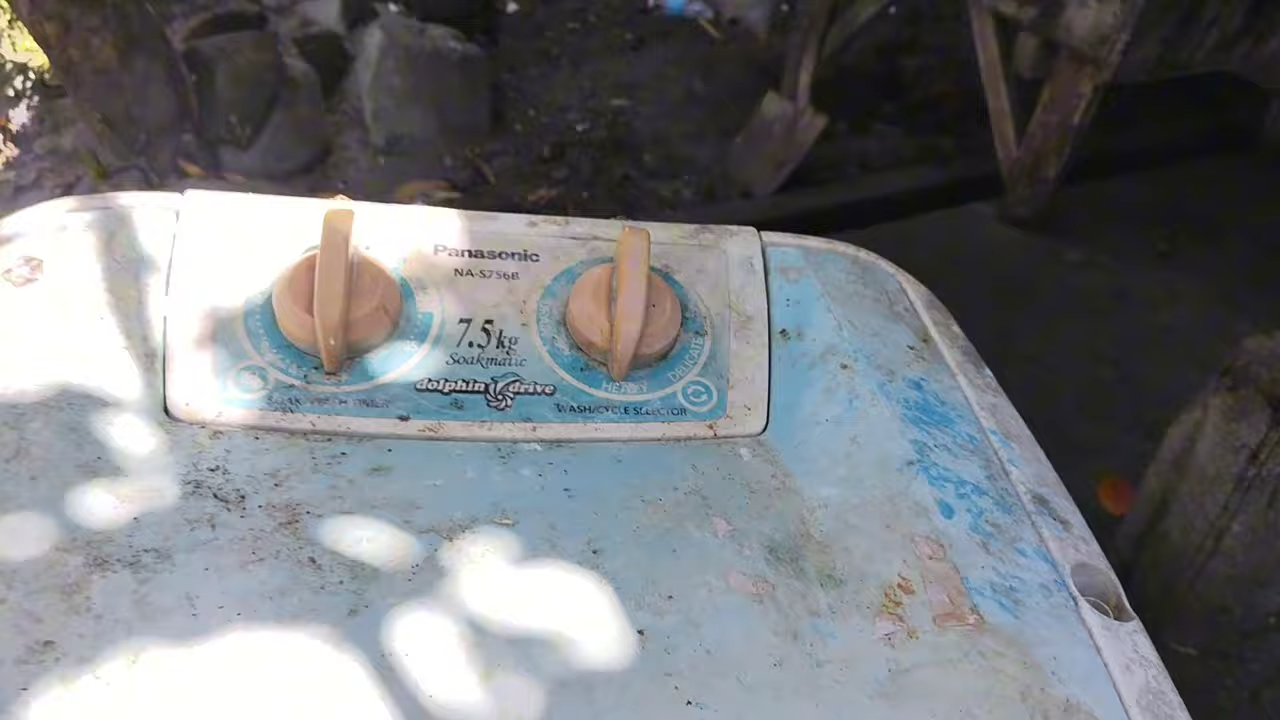 Panasonic
NA-S756B
7.5kg
Soakmatic
dolphin drive
HEAVY
DELICATE
WASH/CYCLE SELECTOR